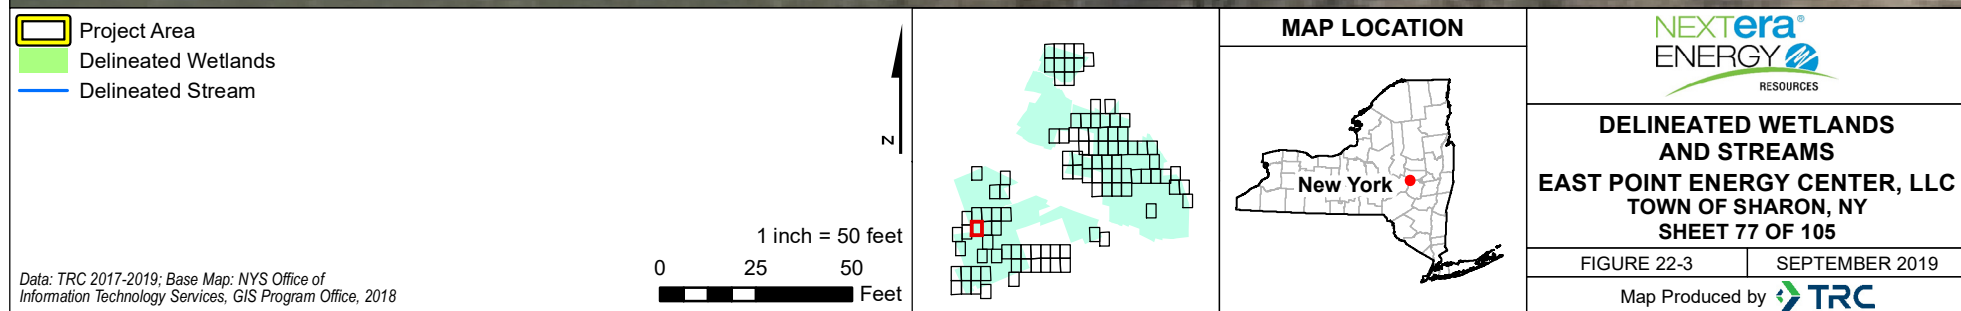 Project Area
Delineated Wetlands
Delineated Stream
N
1 inch = 50 feet
0 25 50
Feet
Data: TRC 2017-2019; Base Map: NYS Office of
Information Technology Services, GIS Program Office, 2018
MAP LOCATION
New York
NEXTera®
ENERGY
RESOURCES
DELINEATED WETLANDS
AND STREAMS
EAST POINT ENERGY CENTER, LLC
TOWN OF SHARON, NY
SHEET 77 OF 105
FIGURE 22-3 SEPTEMBER 2019
Map Produced by TRC